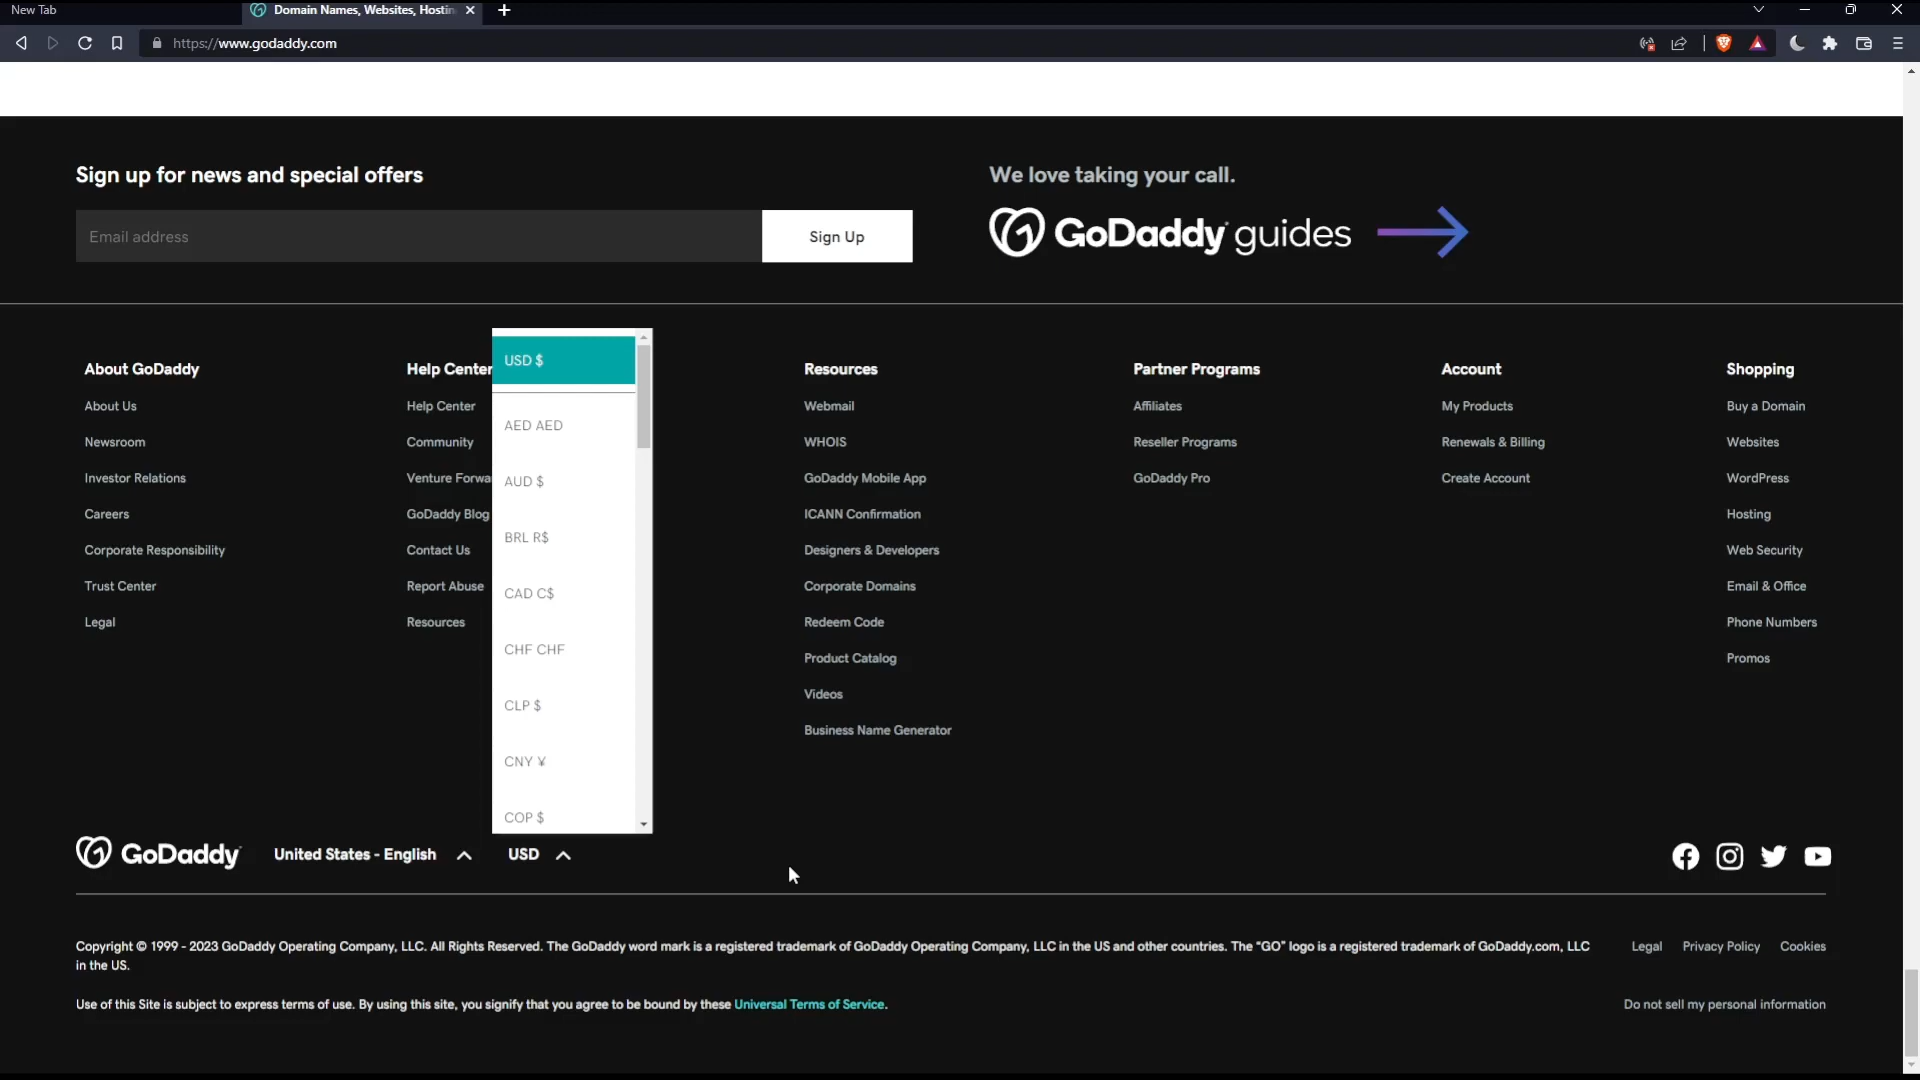 New Tab
Domain Names, Websites, Hostin
https://www.godaddy.com
Sign up for news and special offers
Email address
Sign Up
We love taking your call.
GoDaddy guides
About GoDaddy
About Us
Newsroom
Investor Relations
Careers
Corporate Responsibility
Trust Center
Legal
Help Center
Help Center
Community
Venture Forwa
GoDaddy Blog
Contact Us
Report Abuse
Resources
USD $
AED AED
AUD $
BRL R$
CAD C$
CHF CHF
CLP $
CNY ¥
COP $
Resources
Webmail
WHOIS
GoDaddy Mobile App
ICANN Confirmation
Designers & Developers
Corporate Domains
Redeem Code
Product Catalog
Videos
Business Name Generator
Partner Programs
Affiliates
Reseller Programs
GoDaddy Pro
Account
My Products
Renewals & Billing
Create Account
Shopping
Buy a Domain
Websites
WordPress
Hosting
Web Security
Email & Office
Phone Numbers
Promos
GoDaddy
United States - English
USD
Copyright © 1999 - 2023 GoDaddy Operating Company, LLC. All Rights Reserved. The GoDaddy word mark is a registered trademark of GoDaddy Operating Company, LLC in the US and other countries. The "GO" logo is a registered trademark of GoDaddy.com, LLC
in the US.
Legal
Privacy Policy
Cookies
Use of this Site is subject to express terms of use. By using this site, you signify that you agree to be bound by these Universal Terms of Service.
Do not sell my personal information